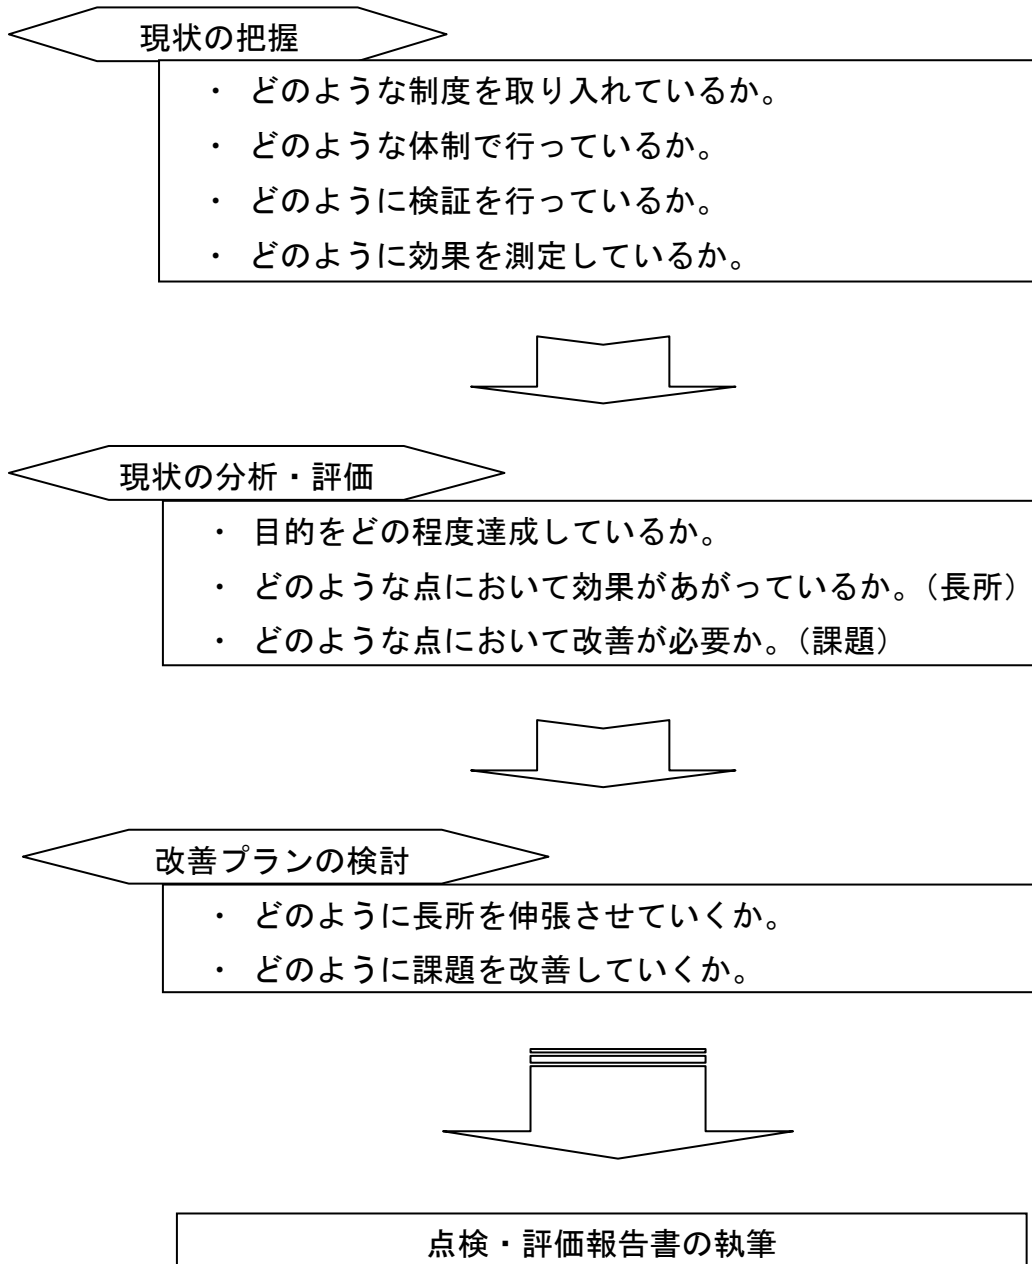 現状の把握
・ どのような制度を取り入れているか。
・ どのような体制で行っているか。
・ どのように検証を行っているか。
・ どのように効果を測定しているか。
現状の分析・評価
・ 目的をどの程度達成しているか。
・ どのような点において効果があがっているか。（長所）
・ どのような点において改善が必要か。（課題）
改善プランの検討
・ どのように長所を伸張させていくか。
・ どのように課題を改善していくか。
点検・評価報告書の執筆